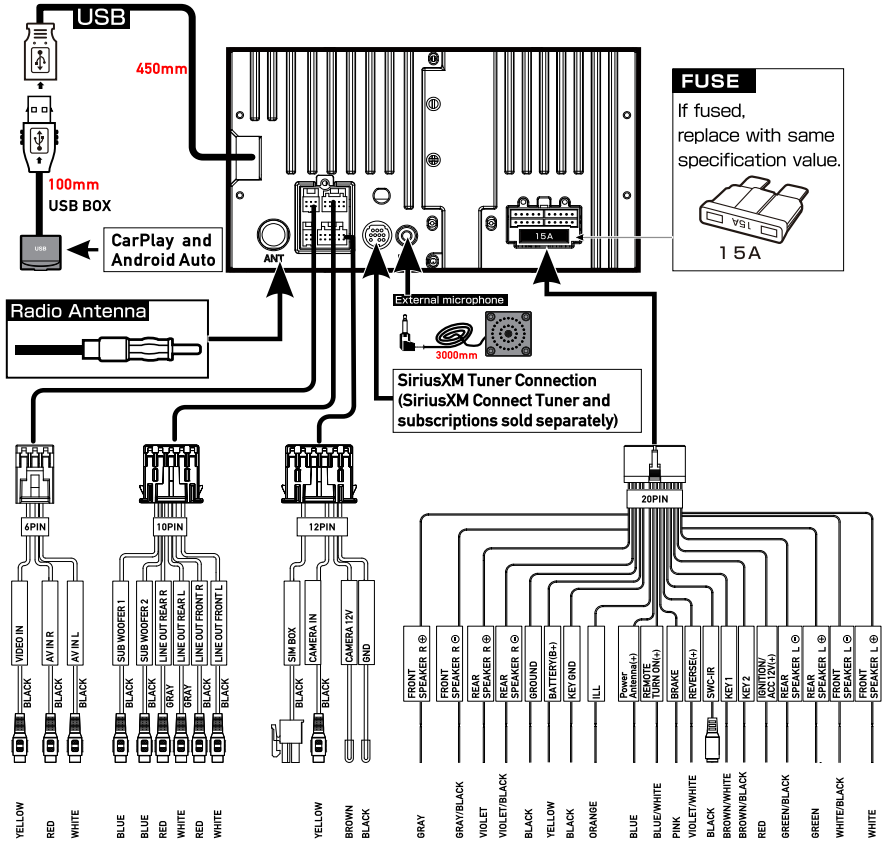 USB
450mm
100mm
USB BOX
USB
CarPlay and
Android Auto
FUSE
If fused,
replace with same
specification value.
15A
15A
15A
ANT
Radio Antenna
External microphone
3000mm
SiriusXM Tuner Connection
(SiriusXM Connect Tuner and
subscriptions sold separately)
6PIN
10PIN
12PIN
20PIN
VIDEO IN
AV IN R
AV IN L
SUB WOOFER 1
SUB WOOFER 2
LINE OUT REAR R
LINE OUT REAR L
LINE OUT FRONT R
LINE OUT FRONT L
SIM BOX
CAMERA IN
CAMERA 12V
GND
FRONT
SPEAKER R ⊕
FRONT
SPEAKER R ⊖
REAR
SPEAKER R ⊕
REAR
SPEAKER R ⊖
GROUND
BATTERY(B+)
KEY GND
ILL
Power
Antenna(+)
REMOTE
TURN ON(+)
BRAKE
REVERSE(+)
SWC-IR
KEY 1
KEY 2
IGNITION/
ACC 12V(+)
REAR
SPEAKER L ⊖
REAR
SPEAKER L ⊕
FRONT
SPEAKER L ⊖
FRONT
SPEAKER L ⊕
BLACK
BLACK
BLACK
BLACK
BLACK
GRAY
GRAY
BLACK
BLACK
BLACK
BLACK
YELLOW
RED
WHITE
BLUE
BLUE
RED
WHITE
RED
WHITE
YELLOW
BROWN
BLACK
GRAY
GRAY/BLACK
VIOLET
VIOLET/BLACK
BLACK
YELLOW
BLACK
ORANGE
BLUE
BLUE/WHITE
PINK
VIOLET/WHITE
BLACK
BROWN/WHITE
BROWN/BLACK
RED
GREEN/BLACK
GREEN
WHITE/BLACK
WHITE